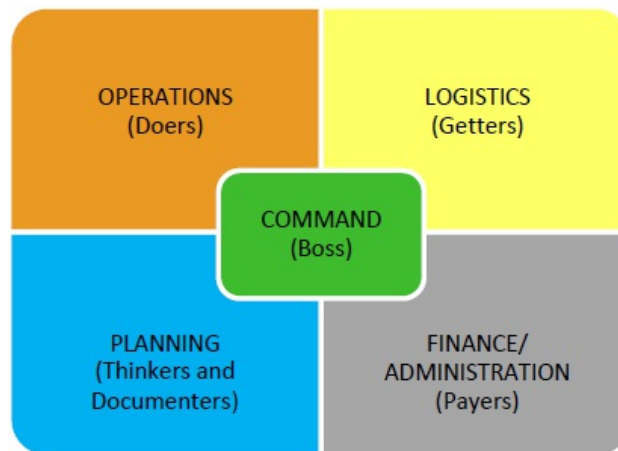 OPERATIONS
(Doers)
LOGISTICS
(Getters)
COMMAND
(Boss)
PLANNING
(Thinkers and
Documenters)
FINANCE/
ADMINISTRATION
(Payers)